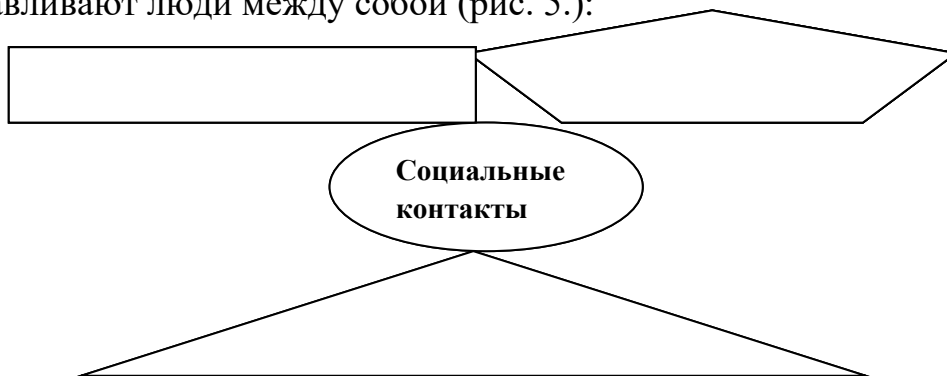 авливают люди между собой (рис. 5.):
Социальные
контакты